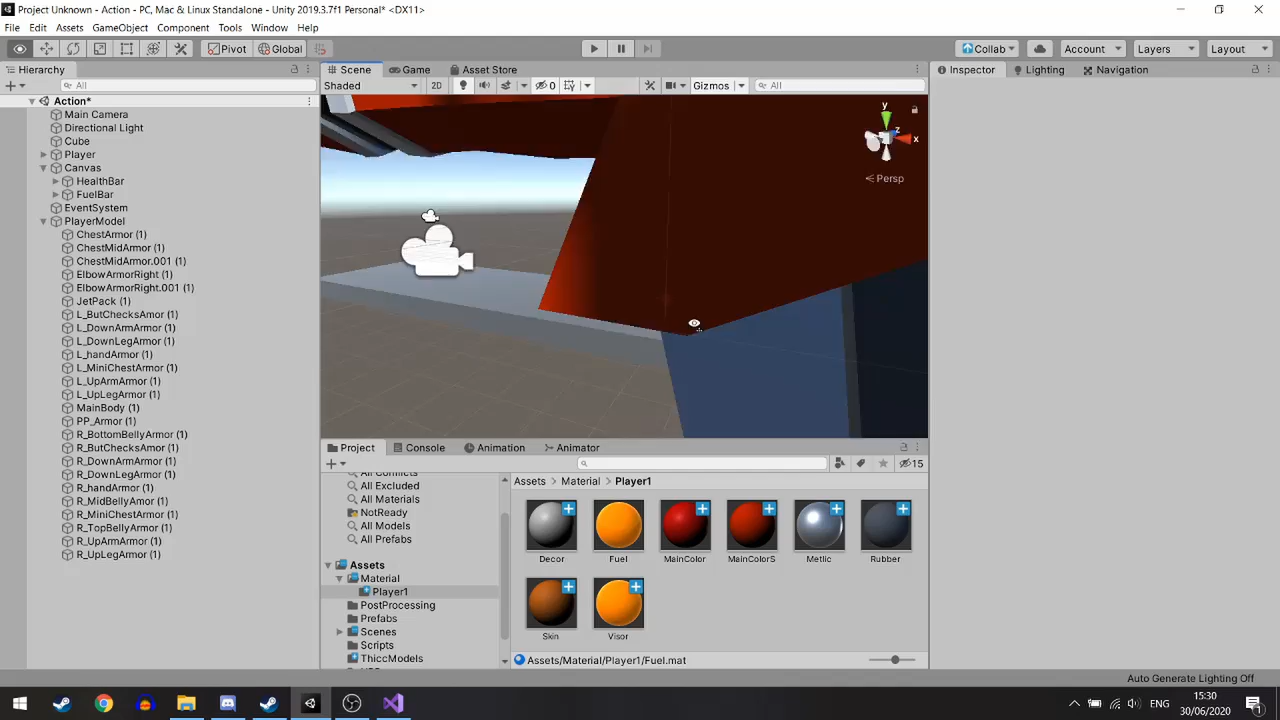 Project Unknown - Action - PC, Mac & Linux Standalone - Unity 2019.3.7f1 Personal* <DX11>
File Edit Assets GameObject Component Tools Window Help
Pivot Global Collab Account Layers Layout
Hierarchy Scene Game Asset Store Inspector Lighting Navigation
All Shaded 2D 0 Gizmos All
Action*
Main Camera
Directional Light
Cube
Player
Canvas
HealthBar
FuelBar
EventSystem
PlayerModel
ChestArmor (1)
ChestMidArmor (1)
ChestMidArmor.001 (1)
ElbowArmorRight (1)
ElbowArmorRight.001 (1)
JetPack (1)
L_ButChecksAmor (1)
L_DownArmArmor (1)
L_DownLegArmor (1)
L_handArmor (1)
L_MiniChestArmor (1)
L_UpArmArmor (1)
L_UpLegArmor (1)
MainBody (1)
PP_Armor (1)
R_BottomBellyArmor (1)
R_ButChecksAmor (1)
R_DownArmArmor (1)
R_DownLegArmor (1)
R_handArmor (1)
R_MidBellyAmor (1)
R_MiniChestArmor (1)
R_TopBellyArmor (1)
R_UpArmArmor (1)
R_UpLegArmor (1)
y
z
x
Persp
Project Console Animation Animator
15
All Conflicts
All Excluded
All Materials
NotReady
All Models
All Prefabs
Assets
Material
Player1
PostProcessing
Prefabs
Scenes
Scripts
ThiccModels
Assets > Material > Player1
Decor Fuel MainColor MainColorS Metlic Rubber
Skin Visor
Assets/Material/Player1/Fuel.mat
Auto Generate Lighting Off
ENG
15:30
30/06/2020
1